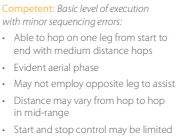 Competent: Basic level of execution
with minor sequencing errors:
• Able to hop on one leg from start to
end with medium distance hops
• Evident aerial phase
• May not employ opposite leg to assist
• Distance may vary from hop to hop
in mid-range
• Start and stop control may be limited